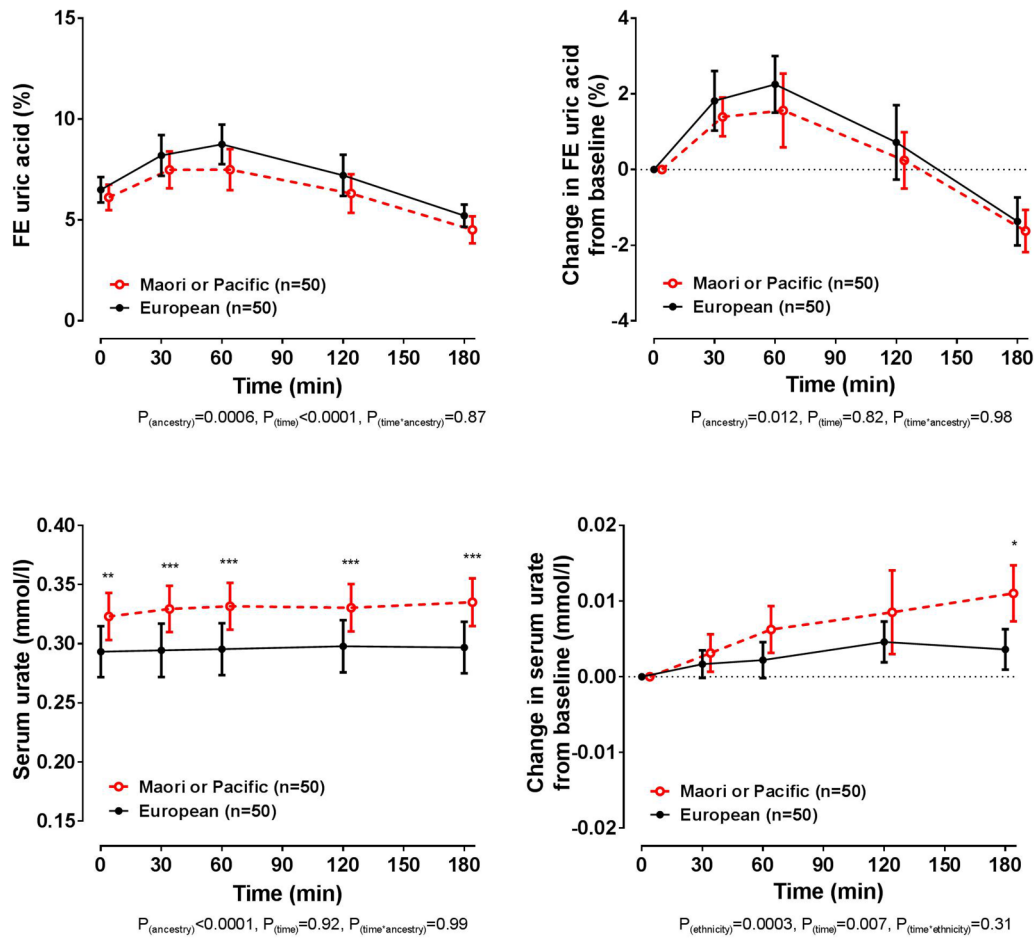 FE uric acid (%)
15
10
5
0
Maori or Pacific (n=50)
European (n=50)
0 30 60 90 120 150 180
Time (min)
P(ancestry)=0.0006, P(time)<0.0001, P(time*ancestry)=0.87
Change in FE uric acid
from baseline (%)
4
2
0
-2
-4
Maori or Pacific (n=50)
European (n=50)
0 30 60 90 120 150 180
Time (min)
P(ancestry)=0.012, P(time)=0.82, P(time*ancestry)=0.98
Serum urate (mmol/l)
0.40
0.35
0.30
0.25
0.20
0.15
** *** *** *** ***
Maori or Pacific (n=50)
European (n=50)
0 30 60 90 120 150 180
Time (min)
P(ancestry)<0.0001, P(time)=0.92, P(time*ancestry)=0.99
Change in serum urate
from baseline (mmol/l)
0.02
0.01
0.00
-0.01
-0.02
*
Maori or Pacific (n=50)
European (n=50)
0 30 60 90 120 150 180
Time (min)
P(ethnicity)=0.0003, P(time)=0.007, P(time*ethnicity)=0.31